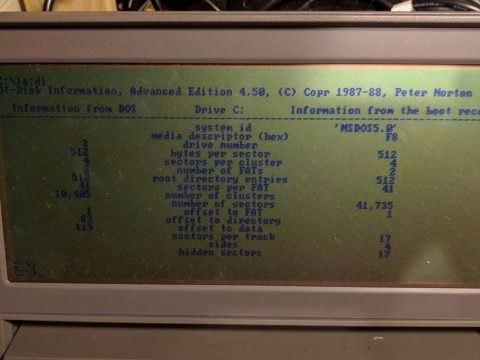 C:\>a:di
DI-Disk Information, Advanced Edition 4.50, (C) Copr 1987-88, Peter Norton
Information from DOS Drive C: Information from the boot reco
system id 'MSDOS5.0'
media descriptor (hex) F8
2 drive number
512 bytes per sector 512
4 sectors per cluster 4
2 number of FATs 2
512 root directory entries 512
41 sectors per FAT 41
10,405 number of clusters
number of sectors 41,735
1 offset to FAT 1
83 offset to directory
115 offset to data
sectors per track 17
sides 4
hidden sectors 17
C:\>
C:\>